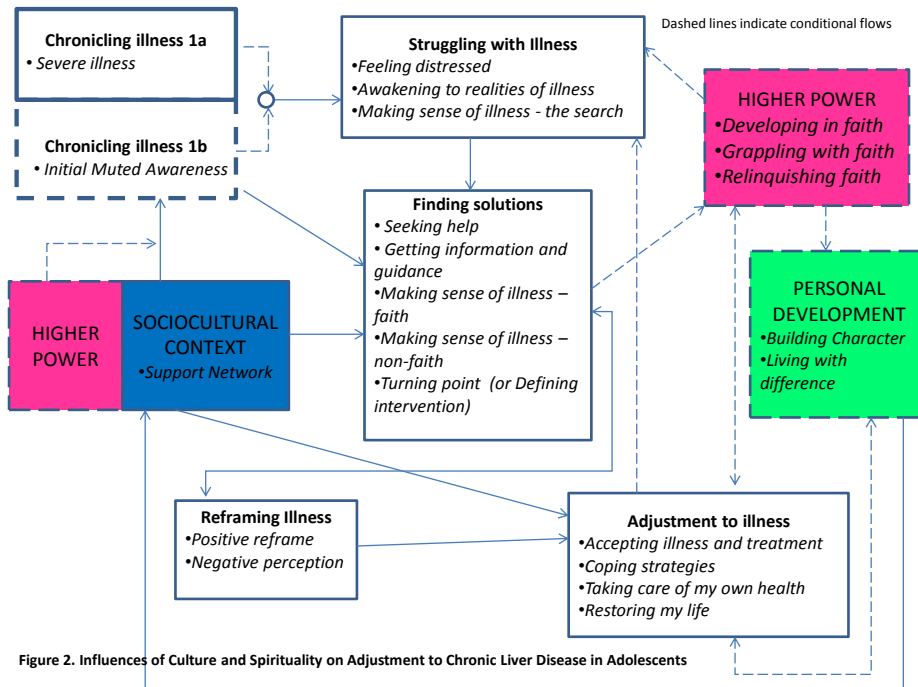 Chronicling illness 1a
•Severe illness
Chronicling illness 1b
•Initial Muted Awareness
Struggling with Illness
•Feeling distressed
•Awakening to realities of illness
•Making sense of illness - the search
Dashed lines indicate conditional flows
HIGHER POWER
•Developing in faith
•Grappling with faith
•Relinquishing faith
Finding solutions
•Seeking help
•Getting information and
guidance
•Making sense of illness –
faith
•Making sense of illness –
non-faith
•Turning point (or Defining
intervention)
HIGHER
POWER
SOCIOCULTURAL
CONTEXT
•Support Network
PERSONAL
DEVELOPMENT
•Building Character
•Living with
difference
Reframing Illness
•Positive reframe
•Negative perception
Adjustment to illness
•Accepting illness and treatment
•Coping strategies
•Taking care of my own health
•Restoring my life
Figure 2. Influences of Culture and Spirituality on Adjustment to Chronic Liver Disease in Adolescents